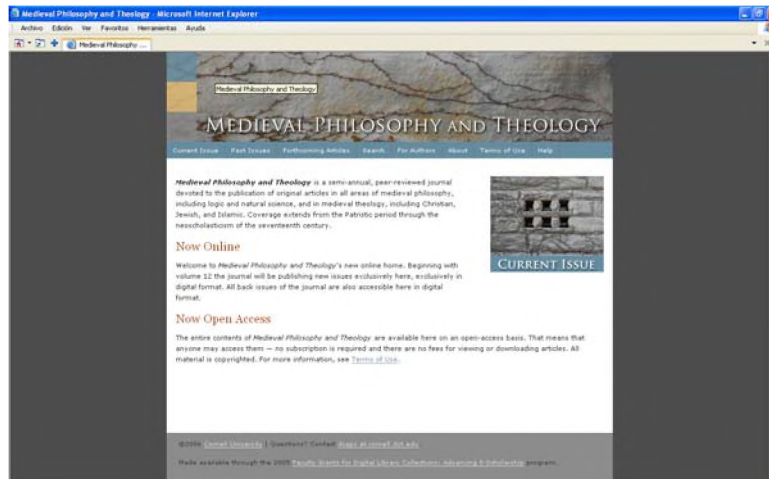 Medieval Philosophy and Theology - Microsoft Internet Explorer
Archivo Edición Ver Favoritos Herramientas Ayuda
Medieval Philosophy ...
Medieval Philosophy and Theology
MEDIEVAL PHILOSOPHY AND THEOLOGY
Current Issue Past Issues Forthcoming Articles Search For Authors About Terms of Use Help
Medieval Philosophy and Theology is a semi-annual, peer-reviewed journal
devoted to the publication of original articles in all areas of medieval philosophy,
including logic and natural science, and in medieval theology, including Christian,
Jewish, and Islamic. Coverage extends from the Patristic period through the
neoscholasticism of the seventeenth century.
CURRENT ISSUE
Now Online
Welcome to Medieval Philosophy and Theology's new online home. Beginning with
volume 12 the journal will be publishing new issues exclusively here, exclusively in
digital format. All back issues of the journal are also accessible here in digital
format.
Now Open Access
The entire contents of Medieval Philosophy and Theology are available here on an open-access basis. That means that
anyone may access them — no subscription is required and there are no fees for viewing or downloading articles. All
material is copyrighted. For more information, see Terms of Use.
Cornell University | Questions? Contact at cornell dot edu
Made available through the 2005 Faculty Grants for Digital Library Collections: Advancing E-Scholarship program.